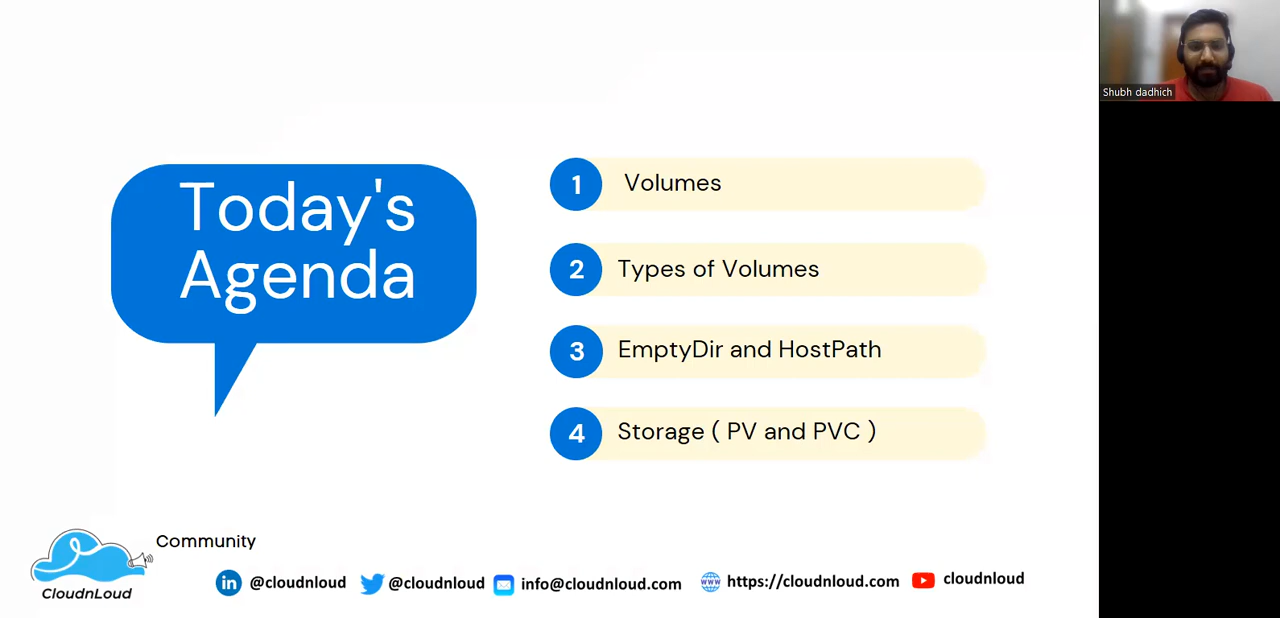 Shubh dadhich
Today's
Agenda
1 Volumes
2 Types of Volumes
3 EmptyDir and HostPath
4 Storage ( PV and PVC )
Community
CloudnLoud
in @cloudnloud @cloudnloud info@cloudnloud.com https://cloudnloud.com cloudnloud